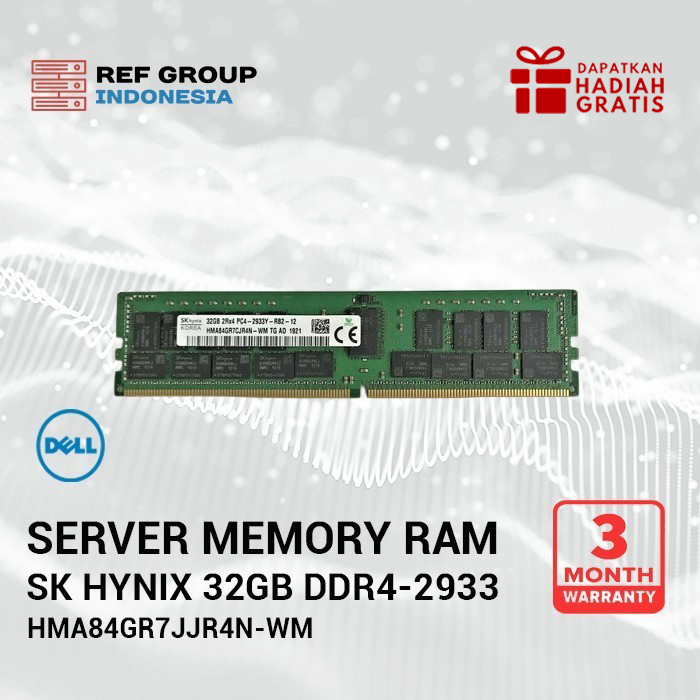 REF GROUP
INDONESIA
DAPATKAN
HADIAH
GRATIS
SK hynix
KOREA
32GB 2Rx4 PC4-2933Y-RB2-12
HMA84GR7CJR4N-WM TG AD 1921
DELL
SERVER MEMORY RAM
SK HYNIX 32GB DDR4-2933
HMA84GR7JJR4N-WM
3
MONTH
WARRANTY